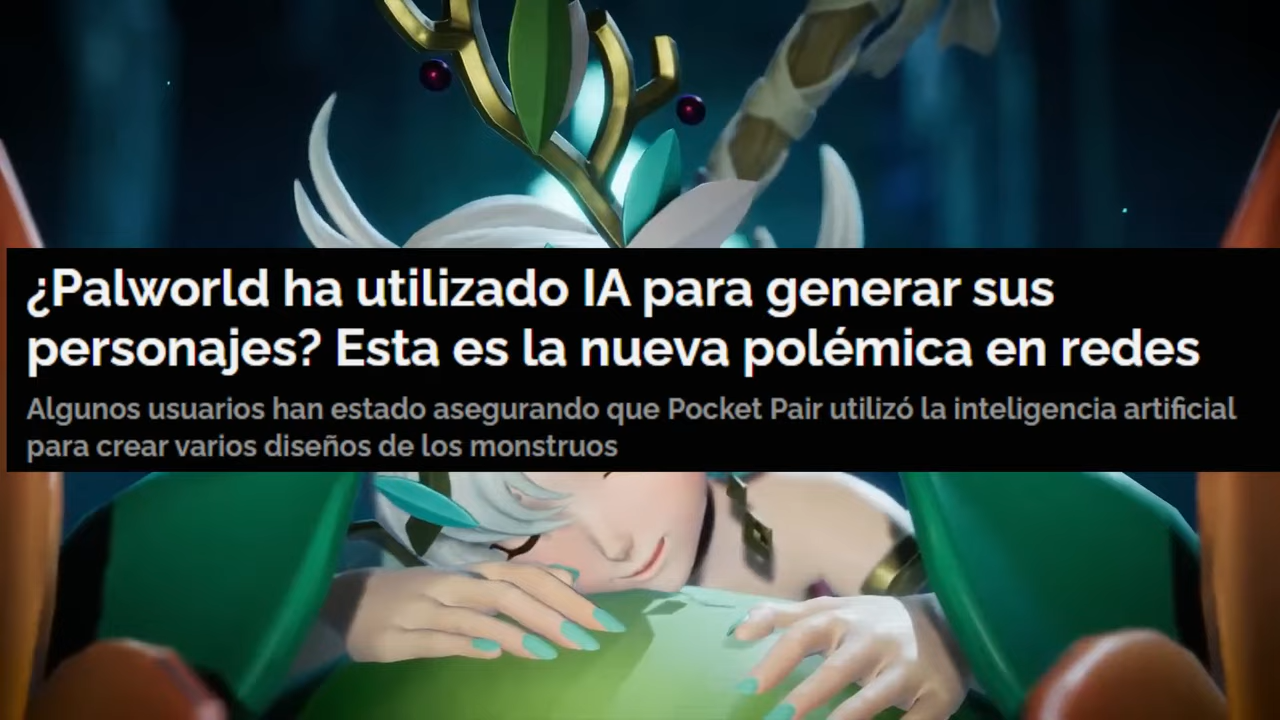 ¿Palworld ha utilizado IA para generar sus
personajes? Esta es la nueva polémica en redes
Algunos usuarios han estado asegurando que Pocket Pair utilizó la inteligencia artificial
para crear varios diseños de los monstruos